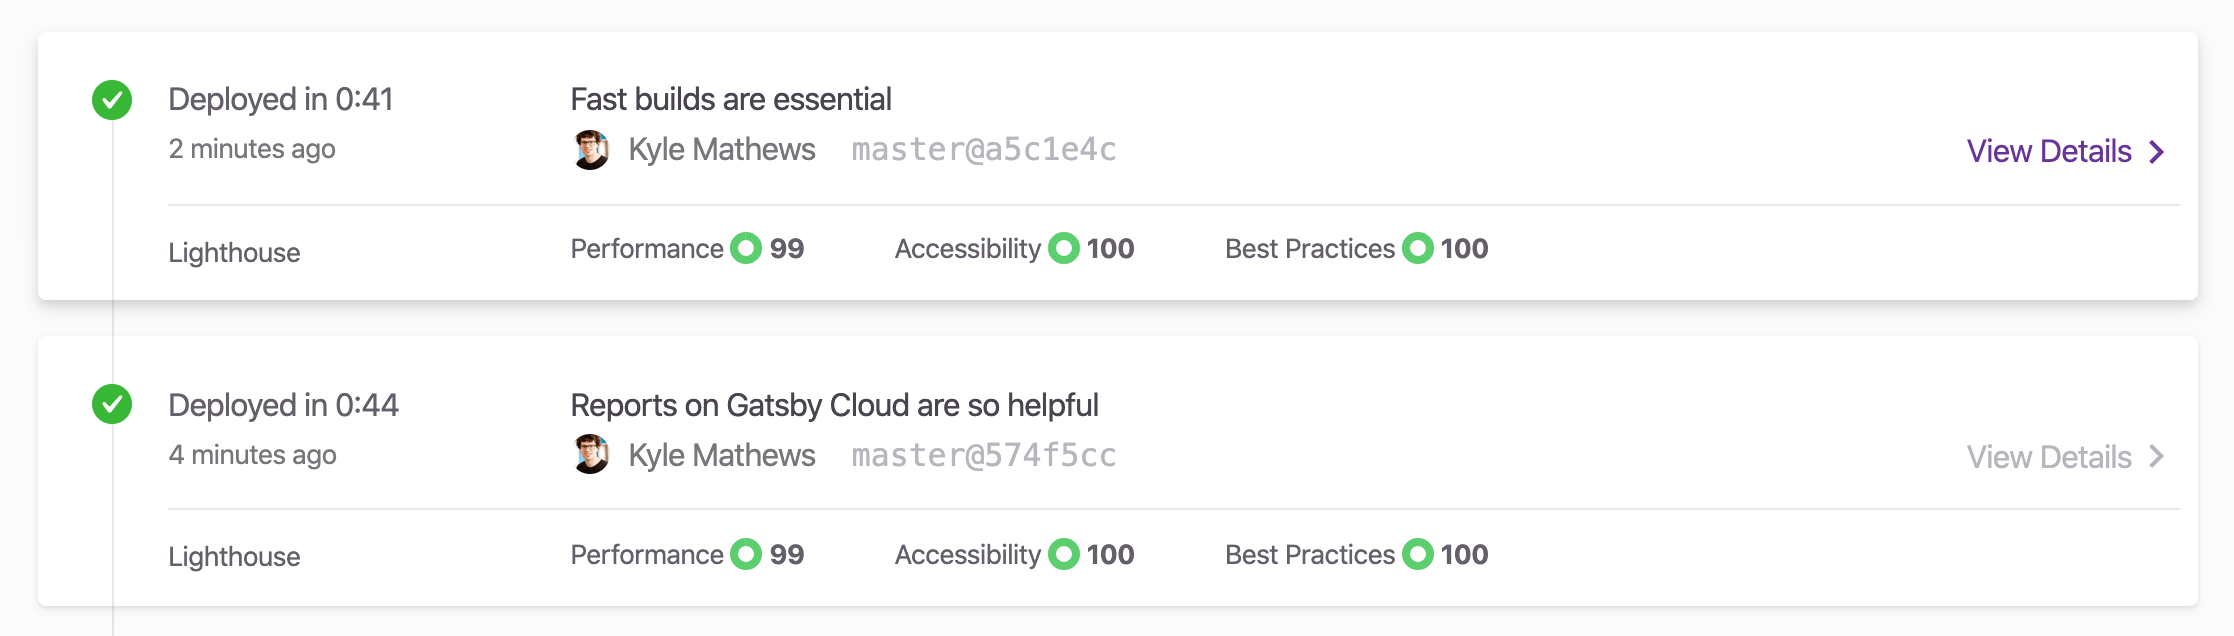 Deployed in 0:41
Fast builds are essential
2 minutes ago
Kyle Mathews master@a5c1e4c
View Details
Lighthouse
Performance 99
Accessibility 100
Best Practices 100
Deployed in 0:44
Reports on Gatsby Cloud are so helpful
4 minutes ago
Kyle Mathews master@574f5cc
View Details
Lighthouse
Performance 99
Accessibility 100
Best Practices 100